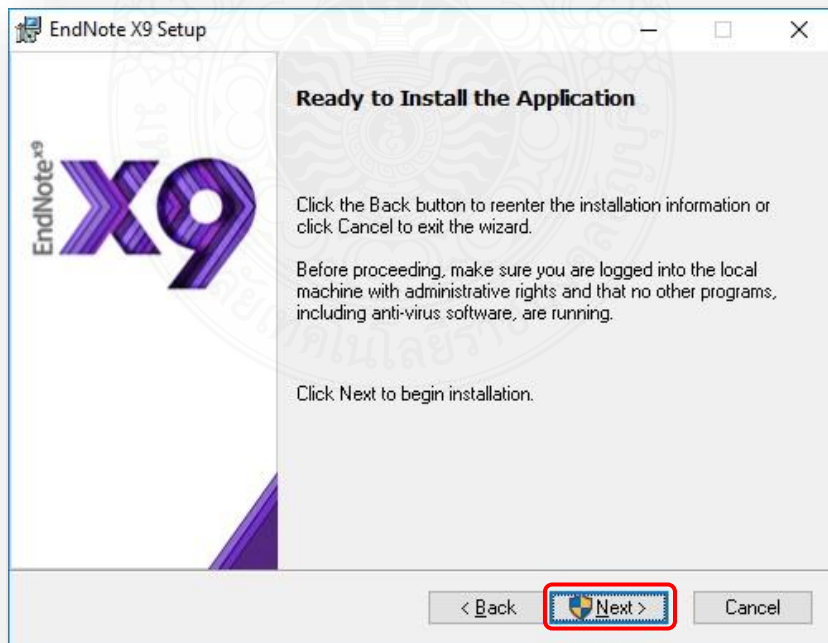 EndNote X9 Setup
EndNote X9
X9
Ready to Install the Application
Click the Back button to reenter the installation information or
click Cancel to exit the wizard.
Before proceeding, make sure you are logged into the local
machine with administrative rights and that no other programs,
including anti-virus software, are running.
Click Next to begin installation.
< Back
Next >
Cancel